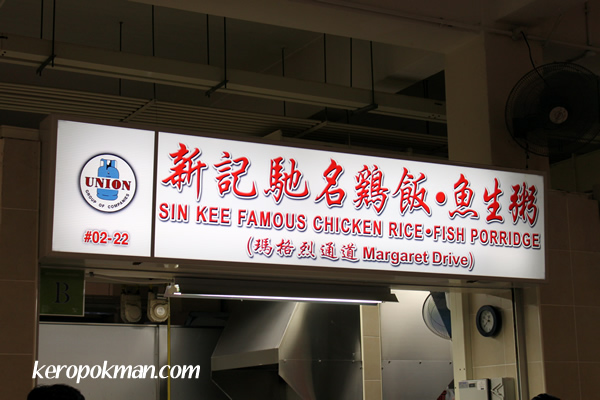 UNION
GROUP OF COMPANIES
#02-22
新記馳名鷄飯•魚生粥
SIN KEE FAMOUS CHICKEN RICE•FISH PORRIDGE
(瑪格烈通道 Margaret Drive)
B
keropokman.com